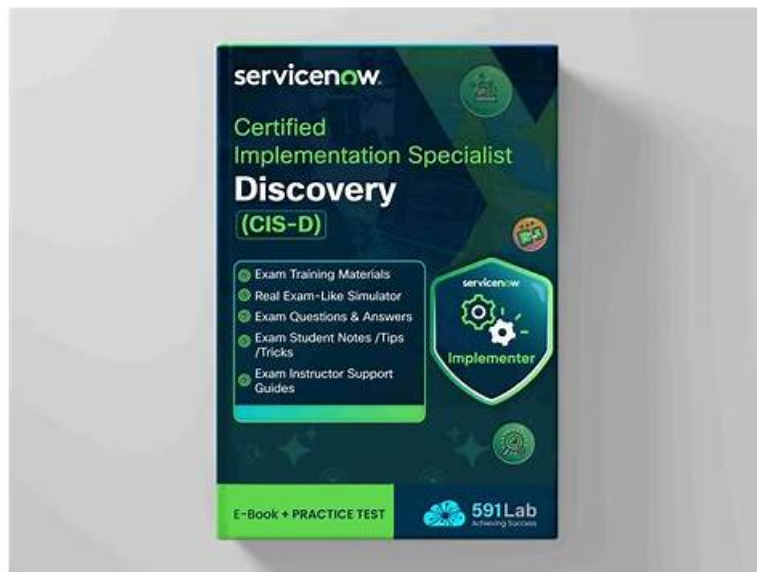 servicenow
Certified
Implementation Specialist
Discovery
(CIS-D)
Exam Training Materials
Real Exam-Like Simulator
Exam Questions & Answers
Exam Student Notes /Tips
/Tricks
Exam Instructor Support
Guides
servicenow
Implementer
E-Book + PRACTICE TEST
591Lab
Achieving Success